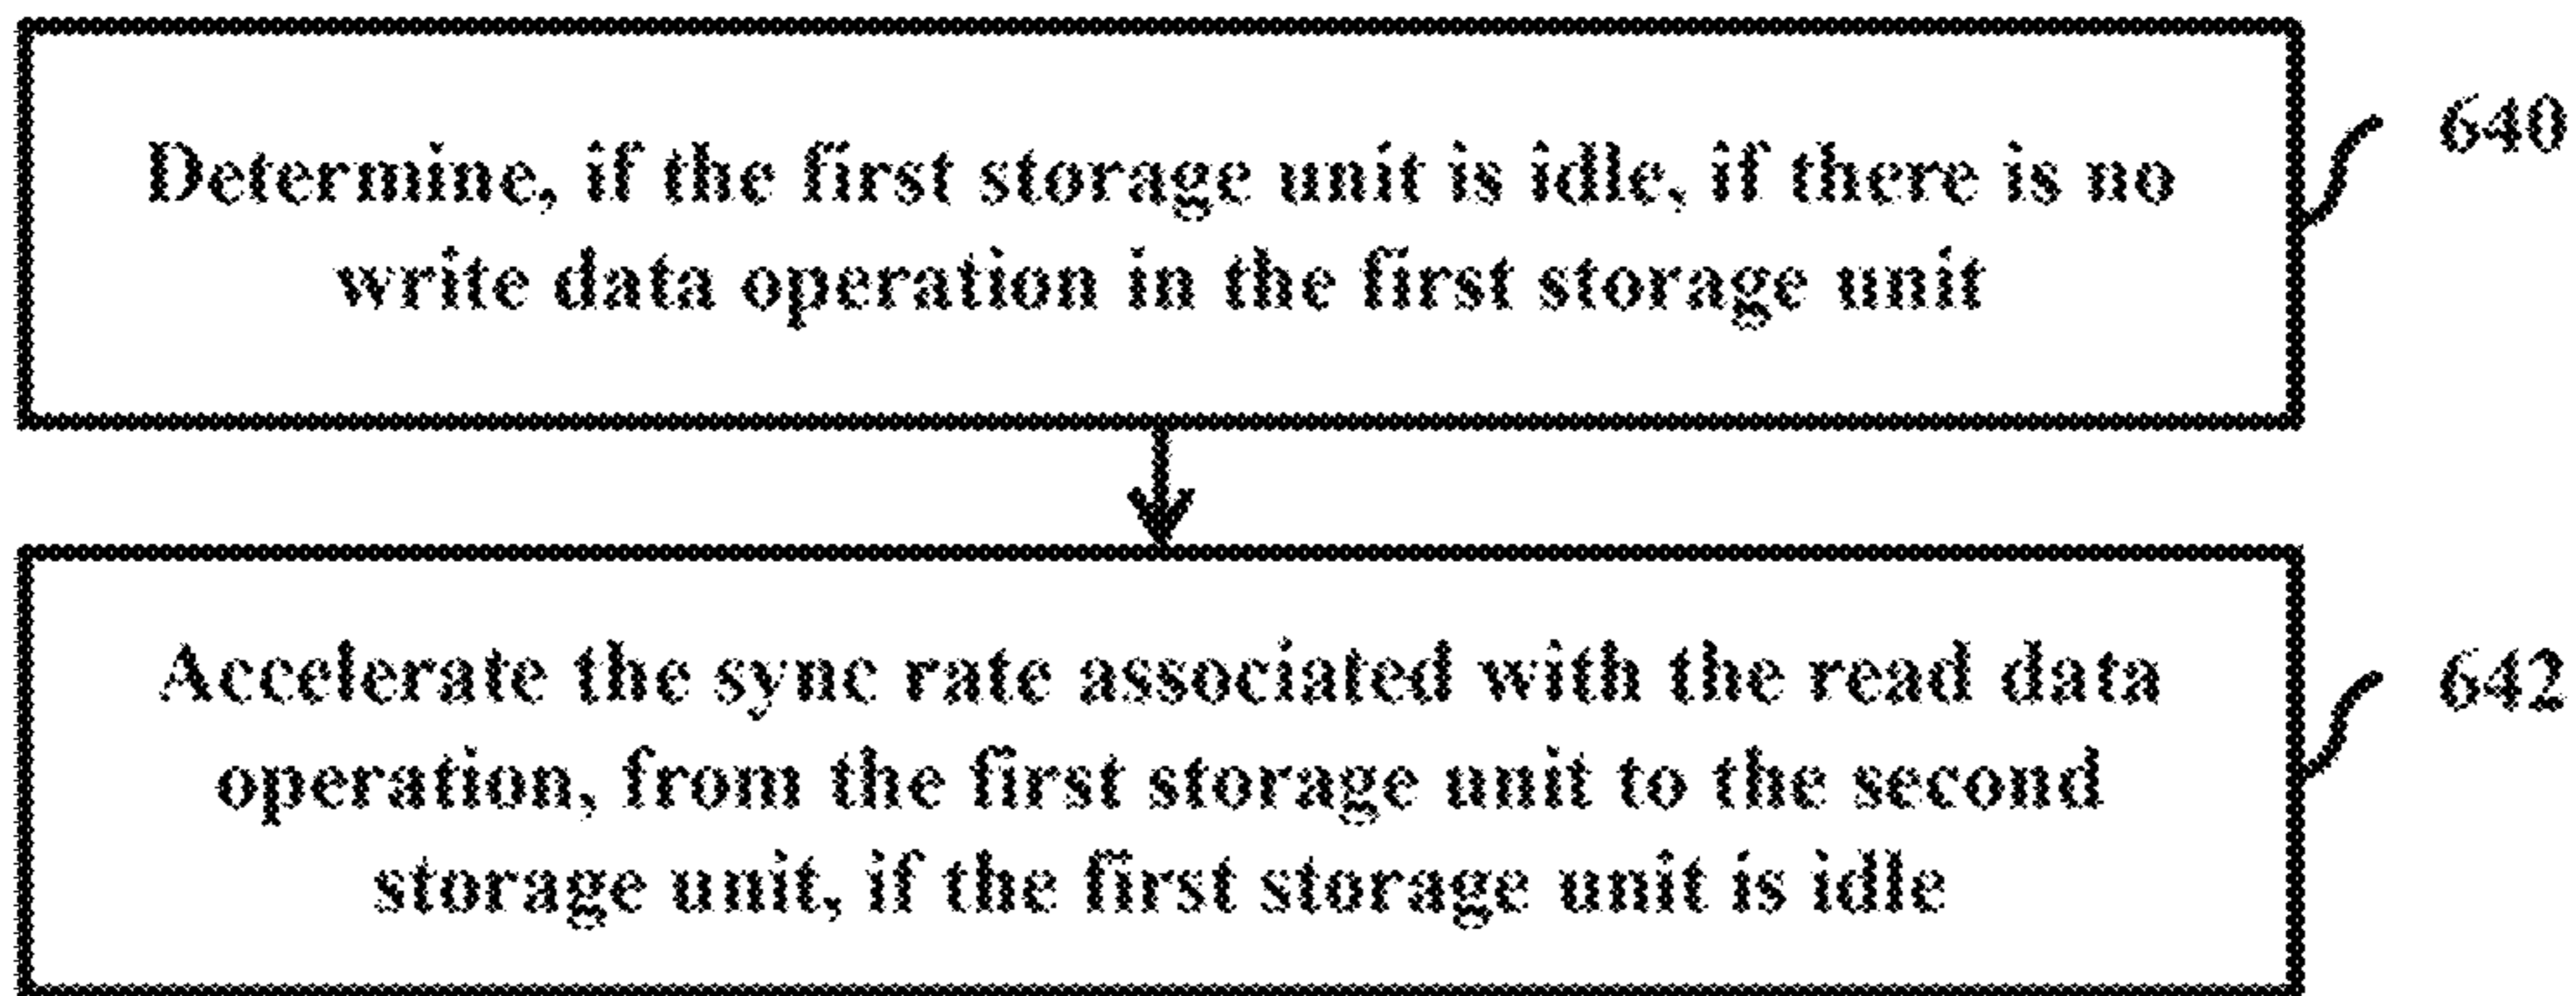 Determine, if the first storage unit is idle, if there is no
write data operation in the first storage unit
640
Accelerate the sync rate associated with the read data
operation, from the first storage unit to the second
storage unit, if the first storage unit is idle
642